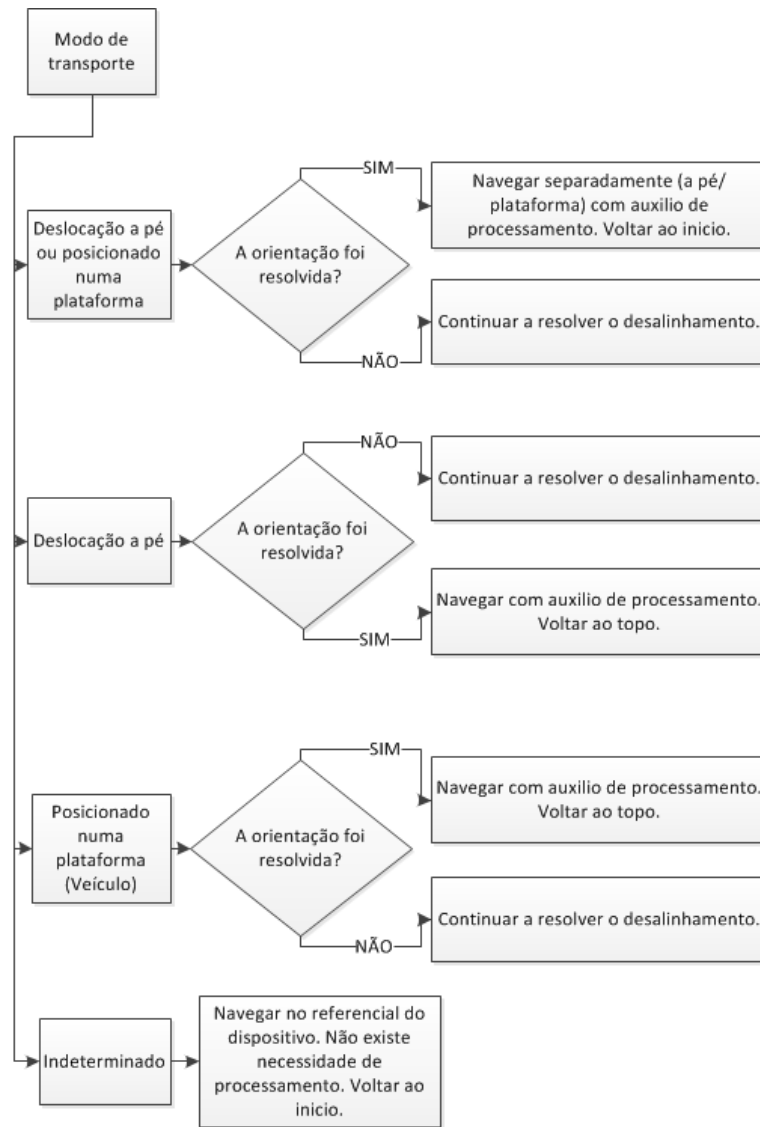 Modo de
transporte
SIM
Navegar separadamente (a pé/
plataforma) com auxilio de
processamento. Voltar ao inicio.
Deslocação a pé
ou posicionado
numa
plataforma
A orientação foi
resolvida?
Continuar a resolver o desalinhamento.
NÃO
NÃO
Continuar a resolver o desalinhamento.
Deslocação a pé
A orientação foi
resolvida?
Navegar com auxilio de processamento.
Voltar ao topo.
SIM
SIM
Navegar com auxilio de processamento.
Voltar ao topo.
Posicionado
numa
plataforma
(Veículo)
A orientação foi
resolvida?
Continuar a resolver o desalinhamento.
NÃO
Indeterminado
Navegar no referencial do
dispositivo. Não existe
necessidade de
processamento. Voltar ao
inicio.